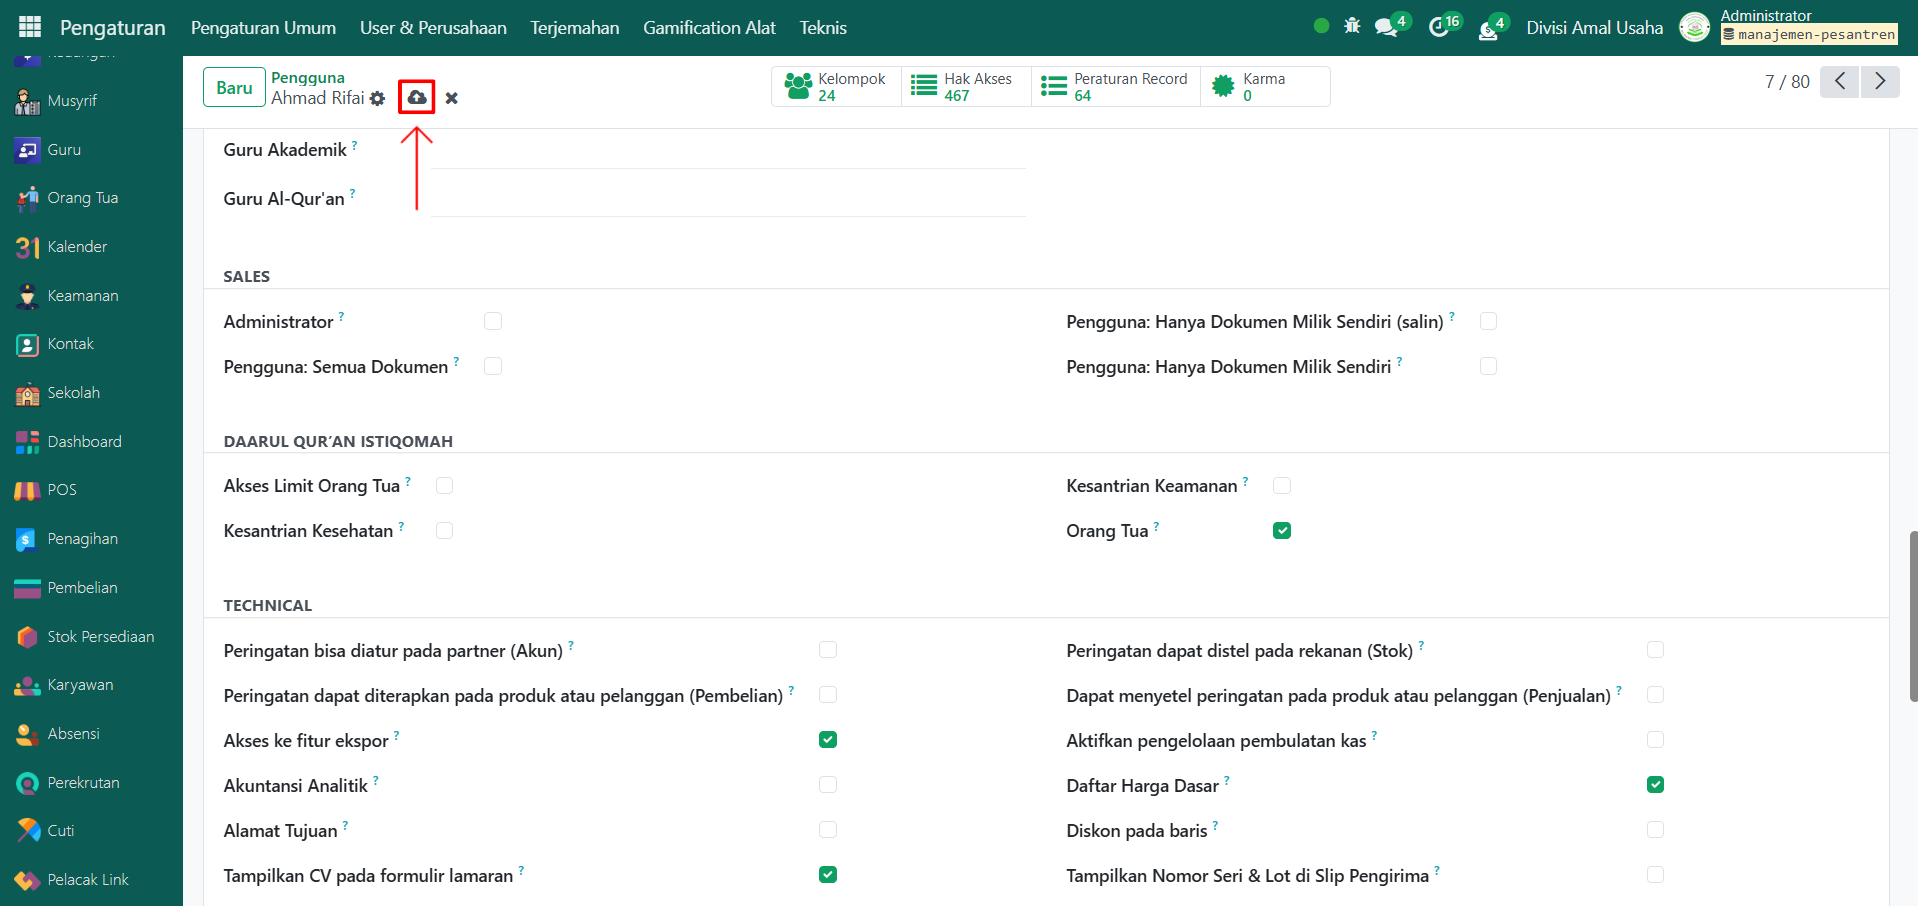 Pengaturan
Pengaturan Umum
User & Perusahaan
Terjemahan
Gamification Alat
Teknis
4
16
4
Divisi Amal Usaha
Administrator
manajemen-pesantren
Keuangan
Musyrif
Guru
Orang Tua
31 Kalender
Keamanan
Kontak
Sekolah
Dashboard
POS
Penagihan
Pembelian
Stok Persediaan
Karyawan
Absensi
Perekrutan
Cuti
Pelacak Link
Baru
Pengguna
Ahmad Rifai
Kelompok
24
Hak Akses
467
Peraturan Record
64
Karma
0
7 / 80
Guru Akademik ?
Guru Al-Qur'an ?
SALES
Administrator ?
Pengguna: Hanya Dokumen Milik Sendiri (salin) ?
Pengguna: Semua Dokumen ?
Pengguna: Hanya Dokumen Milik Sendiri ?
DAARUL QUR’AN ISTIQOMAH
Akses Limit Orang Tua ?
Kesantrian Keamanan ?
Kesantrian Kesehatan ?
Orang Tua ?
TECHNICAL
Peringatan bisa diatur pada partner (Akun) ?
Peringatan dapat distel pada rekanan (Stok) ?
Peringatan dapat diterapkan pada produk atau pelanggan (Pembelian) ?
Dapat menyetel peringatan pada produk atau pelanggan (Penjualan) ?
Akses ke fitur ekspor ?
Aktifkan pengelolaan pembulatan kas ?
Akuntansi Analitik ?
Daftar Harga Dasar ?
Alamat Tujuan ?
Diskon pada baris ?
Tampilkan CV pada formulir lamaran ?
Tampilkan Nomor Seri & Lot di Slip Pengirima ?